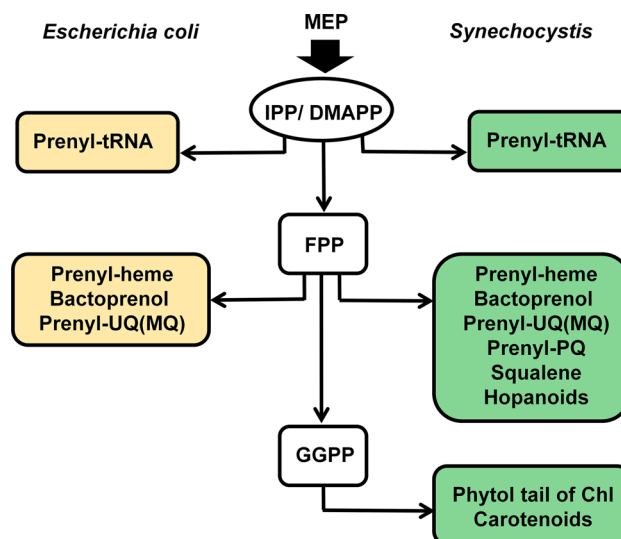 Escherichia coli
MEP
Synechocystis
IPP/ DMAPP
Prenyl-tRNA
Prenyl-tRNA
FPP
Prenyl-heme
Bactoprenol
Prenyl-UQ(MQ)
Prenyl-heme
Bactoprenol
Prenyl-UQ(MQ)
Prenyl-PQ
Squalene
Hopanoids
GGPP
Phytol tail of Chl
Carotenoids